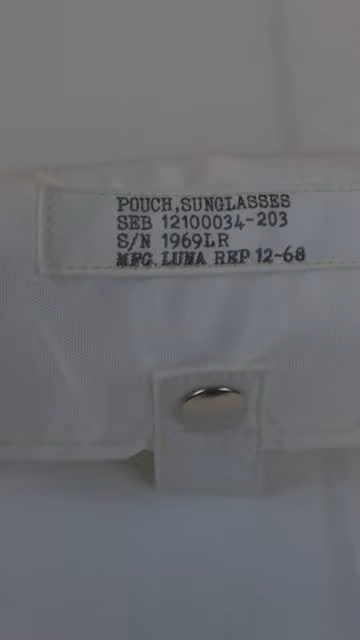 POUCH,SUNGLASSES
SEB 12100034-203
S/N 1969LR
MFG. LUNA REP 12-68